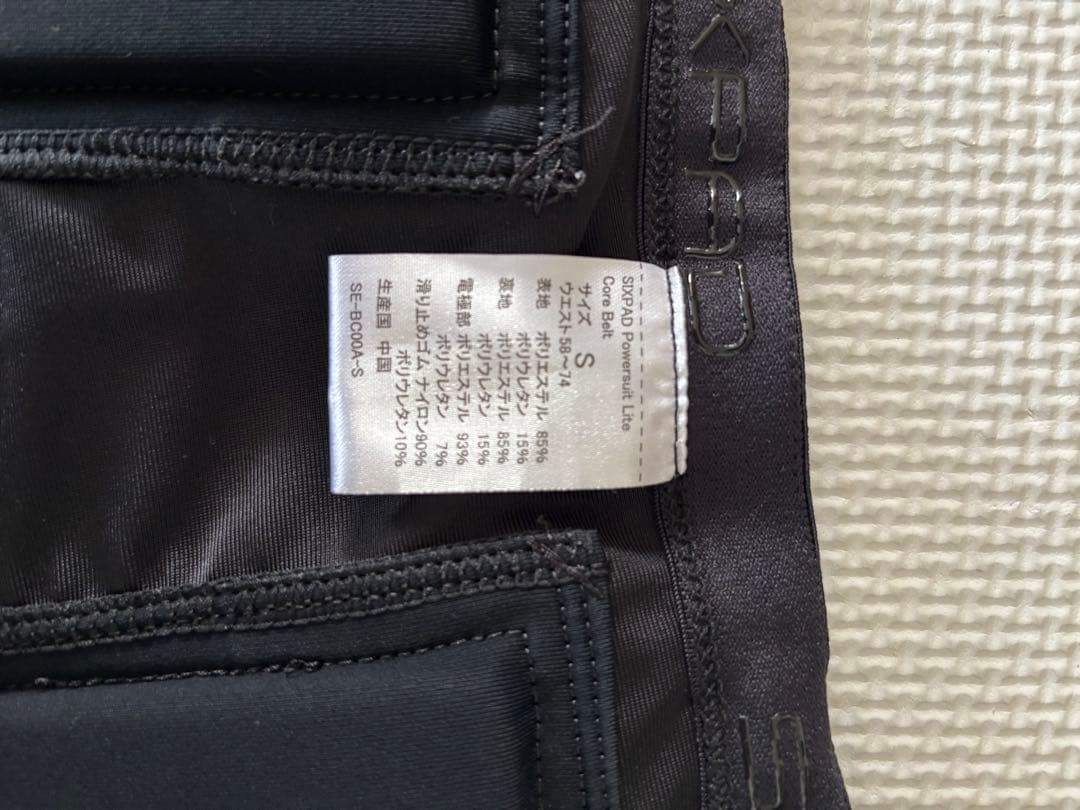 SIXPAD Powersuit Lite
Core Belt
サイズ S
ウエスト58〜74
表地 ポリエステル 85%
ポリウレタン 15%
裏地 ポリエステル 85%
ポリウレタン 15%
電極部 ポリエステル 93%
ポリウレタン 7%
滑り止めゴム ナイロン90%
ポリウレタン10%
生産国 中国
SE-BC00A-S
XPAD
S